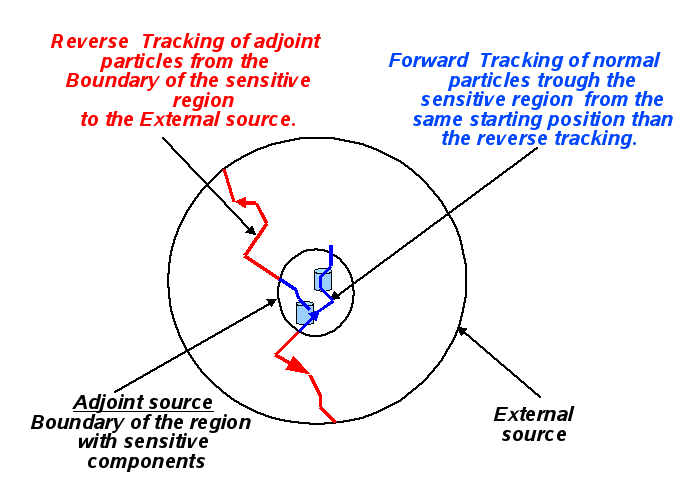 Reverse Tracking of adjoint
particles from the
Boundary of the sensitive
region
to the External source.
Forward Tracking of normal
particles trough the
sensitive region from the
same starting position than
the reverse tracking.
Adjoint source
Boundary of the region
with sensitive
components
External
source